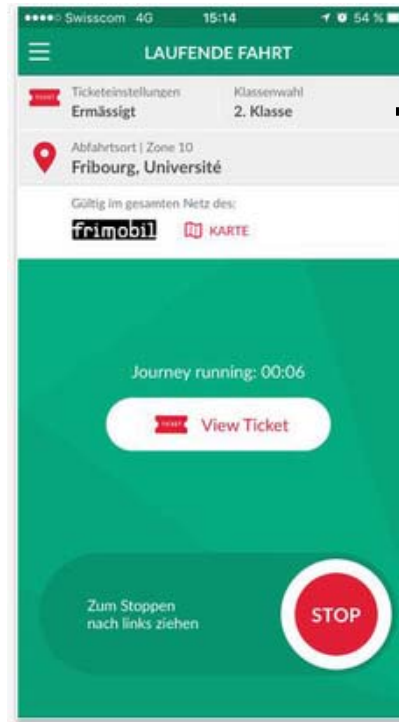 Swisscom 4G 15:14 54 %
LAUFENDE FAHRT
TICKET
Ticketeinstellungen Klassenwahl
Ermässigt 2. Klasse
Abfahrtsort | Zone 10
Fribourg, Université
Gültig im gesamten Netz des:
frimobil KARTE
Journey running: 00:06
TICKET View Ticket
Zum Stoppen
nach links ziehen
STOP